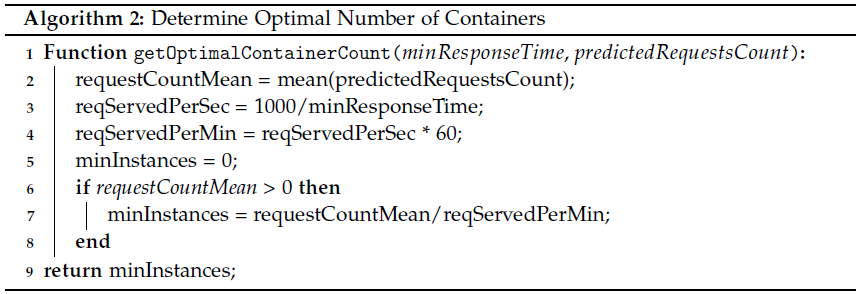 Algorithm 2: Determine Optimal Number of Containers
1 Function getOptimalContainerCount(minResponseTime, predictedRequestsCount):
2 requestCountMean = mean(predictedRequestsCount);
3 reqServedPerSec = 1000/minResponseTime;
4 reqServedPerMin = reqServedPerSec * 60;
5 minInstances = 0;
6 if requestCountMean > 0 then
7 minInstances = requestCountMean/reqServedPerMin;
8 end
9 return minInstances;